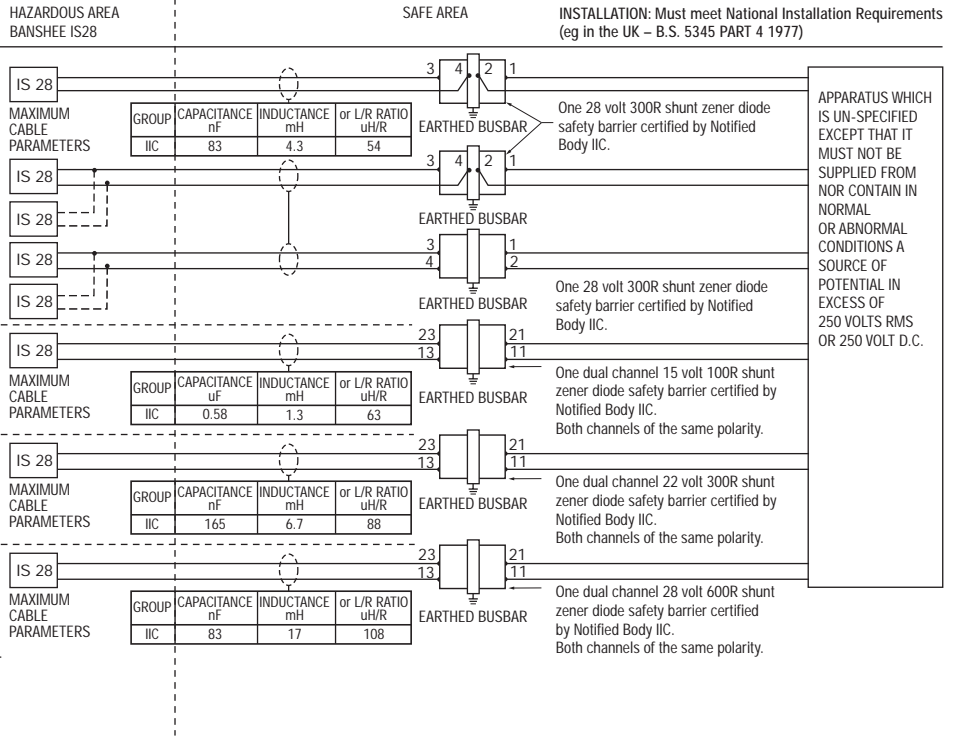 HAZARDOUS AREA
BANSHEE IS28
SAFE AREA
INSTALLATION: Must meet National Installation Requirements
(eg in the UK – B.S. 5345 PART 4 1977)
IS 28
3 4 2 1
MAXIMUM
CABLE
PARAMETERS
GROUP CAPACITANCE nF INDUCTANCE mH or L/R RATIO uH/R
IIC 83 4.3 54
EARTHED BUSBAR
One 28 volt 300R shunt zener diode
safety barrier certified by Notified
Body IIC.
IS 28
3 4 2 1
EARTHED BUSBAR
IS 28
IS 28
3 1
4 2
EARTHED BUSBAR
IS 28
One 28 volt 300R shunt zener diode
safety barrier certified by Notified
Body IIC.
IS 28
23 21
13 11
MAXIMUM
CABLE
PARAMETERS
GROUP CAPACITANCE uF INDUCTANCE mH or L/R RATIO uH/R
IIC 0.58 1.3 63
EARTHED BUSBAR
One dual channel 15 volt 100R shunt
zener diode safety barrier certified by
Notified Body IIC.
Both channels of the same polarity.
IS 28
23 21
13 11
MAXIMUM
CABLE
PARAMETERS
GROUP CAPACITANCE nF INDUCTANCE mH or L/R RATIO uH/R
IIC 165 6.7 88
EARTHED BUSBAR
One dual channel 22 volt 300R shunt
zener diode safety barrier certified by
Notified Body IIC.
Both channels of the same polarity.
IS 28
23 21
13 11
MAXIMUM
CABLE
PARAMETERS
GROUP CAPACITANCE nF INDUCTANCE mH or L/R RATIO uH/R
IIC 83 17 108
EARTHED BUSBAR
One dual channel 28 volt 600R shunt
zener diode safety barrier certified
by Notified Body IIC.
Both channels of the same polarity.
APPARATUS WHICH
IS UN-SPECIFIED
EXCEPT THAT IT
MUST NOT BE
SUPPLIED FROM
NOR CONTAIN IN
NORMAL
OR ABNORMAL
CONDITIONS A
SOURCE OF
POTENTIAL IN
EXCESS OF
250 VOLTS RMS
OR 250 VOLT D.C.